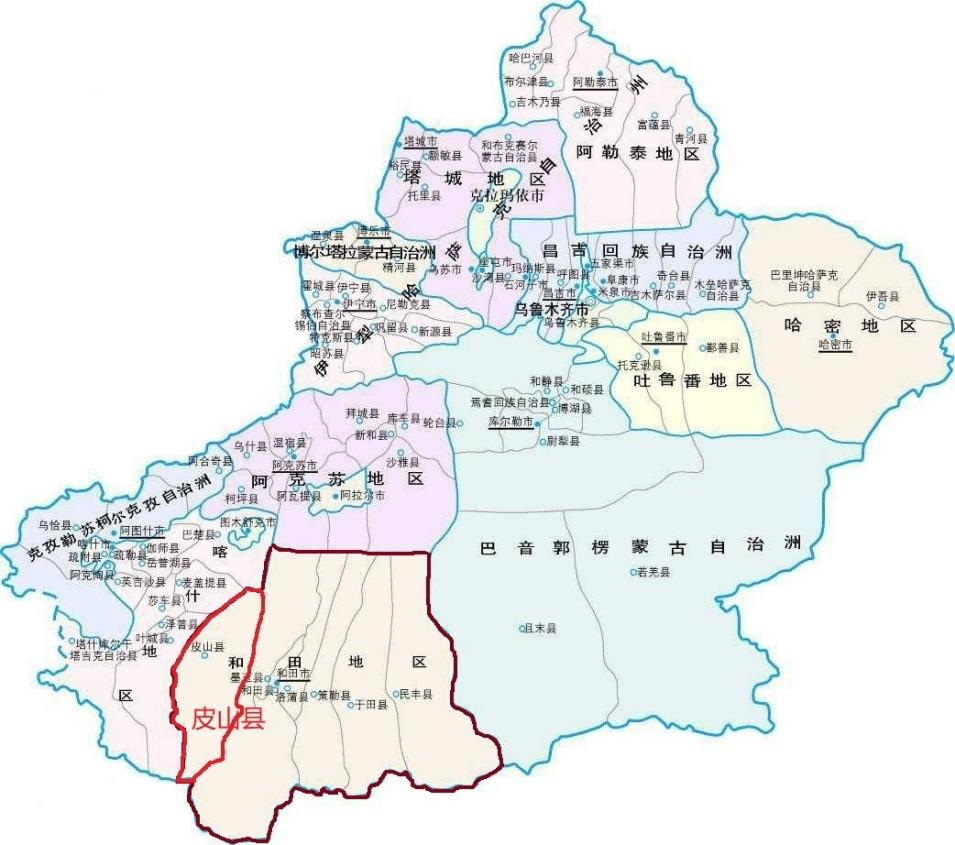 哈巴河县
布尔津县
阿勒泰市
吉木乃县
福海县
富蕴县
青河县
阿勒泰地区
塔城市
额敏县
裕民县
托里县
和布克赛尔
蒙古自治县
塔城地区
克拉玛依市
伊犁哈萨克自治州
温泉县
博乐市
博尔塔拉蒙古自治洲
精河县
乌苏市
奎屯市
沙湾县
石河子市
玛纳斯县
呼图县
昌吉市
昌吉回族自治洲
五家渠市
阜康市
米泉市
吉木萨尔县
奇台县
木垒哈萨克
自治县
乌鲁木齐市
乌鲁木齐县
巴里坤哈萨克
自治县
伊吾县
哈密地区
哈密市
吐鲁番市
鄯善县
托克逊县
吐鲁番地区
霍城县
伊宁县
伊宁市
尼勒克县
察布查尔
锡伯自治县
巩留县
新源县
特克斯县
昭苏县
和静县
和硕县
焉耆回族自治县
博湖县
库尔勒市
尉犁县
轮台县
巴音郭楞蒙古自治洲
若羌县
且末县
拜城县
库车县
新和县
沙雅县
温宿县
乌什县
阿克苏市
阿克苏地区
柯坪县
阿瓦提县
阿拉尔市
阿合奇县
克孜勒苏柯尔克孜自治洲
乌恰县
阿图什市
喀什市
疏附县
疏勒县
伽师县
岳普湖县
阿克陶县
英吉沙县
巴楚县
图木舒克市
麦盖提县
莎车县
泽普县
叶城县
塔什库尔干
塔吉克自治县
喀什地区
皮山县
和田地区
墨玉县
和田市
和田县
洛蒲县
策勒县
于田县
民丰县
皮山县